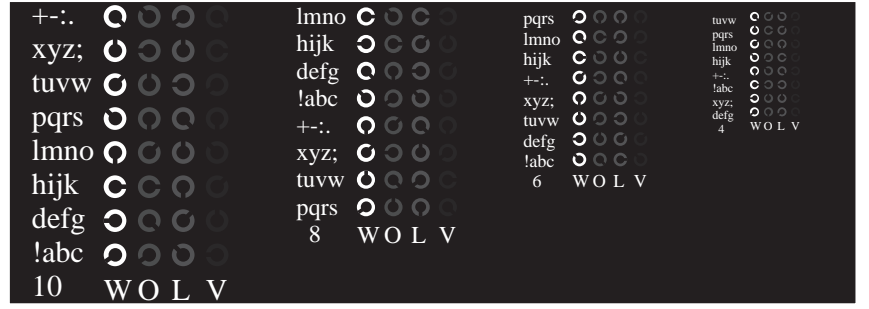 +-:.
xyz;
tuvw
pqrs
lmno
hijk
defg
!abc
10 W O L V
lmno
hijk
defg
!abc
+-:.
xyz;
tuvw
pqrs
8 W O L V
pqrs
lmno
hijk
+-:.
xyz;
tuvw
defg
!abc
6 W O L V
tuvw
pqrs
lmno
hijk
+-:.
!abc
xyz;
defg
4 W O L V